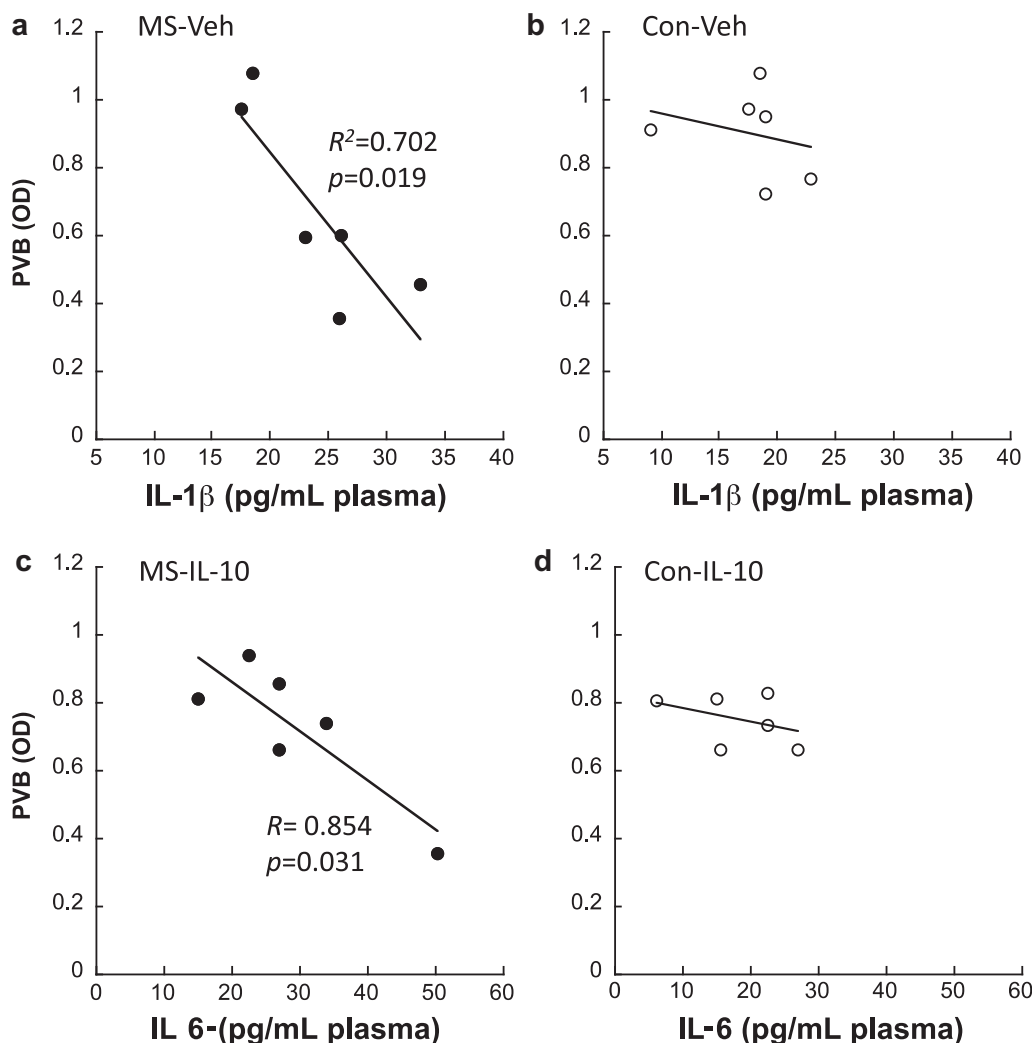 a MS-Veh
b Con-Veh
1.2
1
0.8
0.6
0.4
0.2
0
PVB (OD)
R²=0.702
p=0.019
5 10 15 20 25 30 35 40
IL-1β (pg/mL plasma)
1.2
1
0.8
0.6
0.4
0.2
0
5 10 15 20 25 30 35 40
IL-1β (pg/mL plasma)
c MS-IL-10
d Con-IL-10
1.2
1
0.8
0.6
0.4
0.2
0
PVB (OD)
R= 0.854
p=0.031
0 10 20 30 40 50 60
IL 6-(pg/mL plasma)
1.2
1
0.8
0.6
0.4
0.2
0
0 10 20 30 40 50 60
IL-6 (pg/mL plasma)